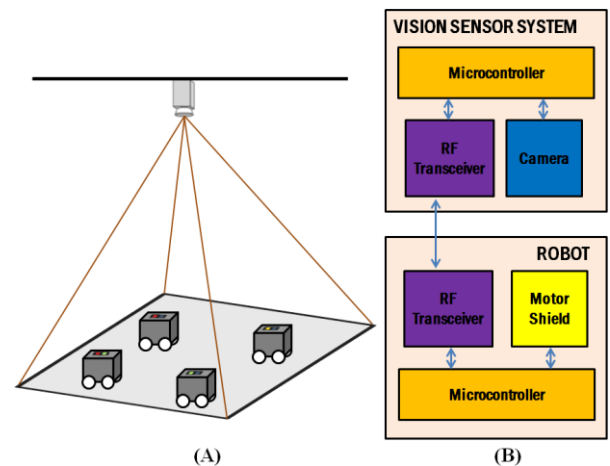 VISION SENSOR SYSTEM
Microcontroller
RF
Transceiver
Camera
ROBOT
RF
Transceiver
Motor
Shield
Microcontroller
(A)
(B)